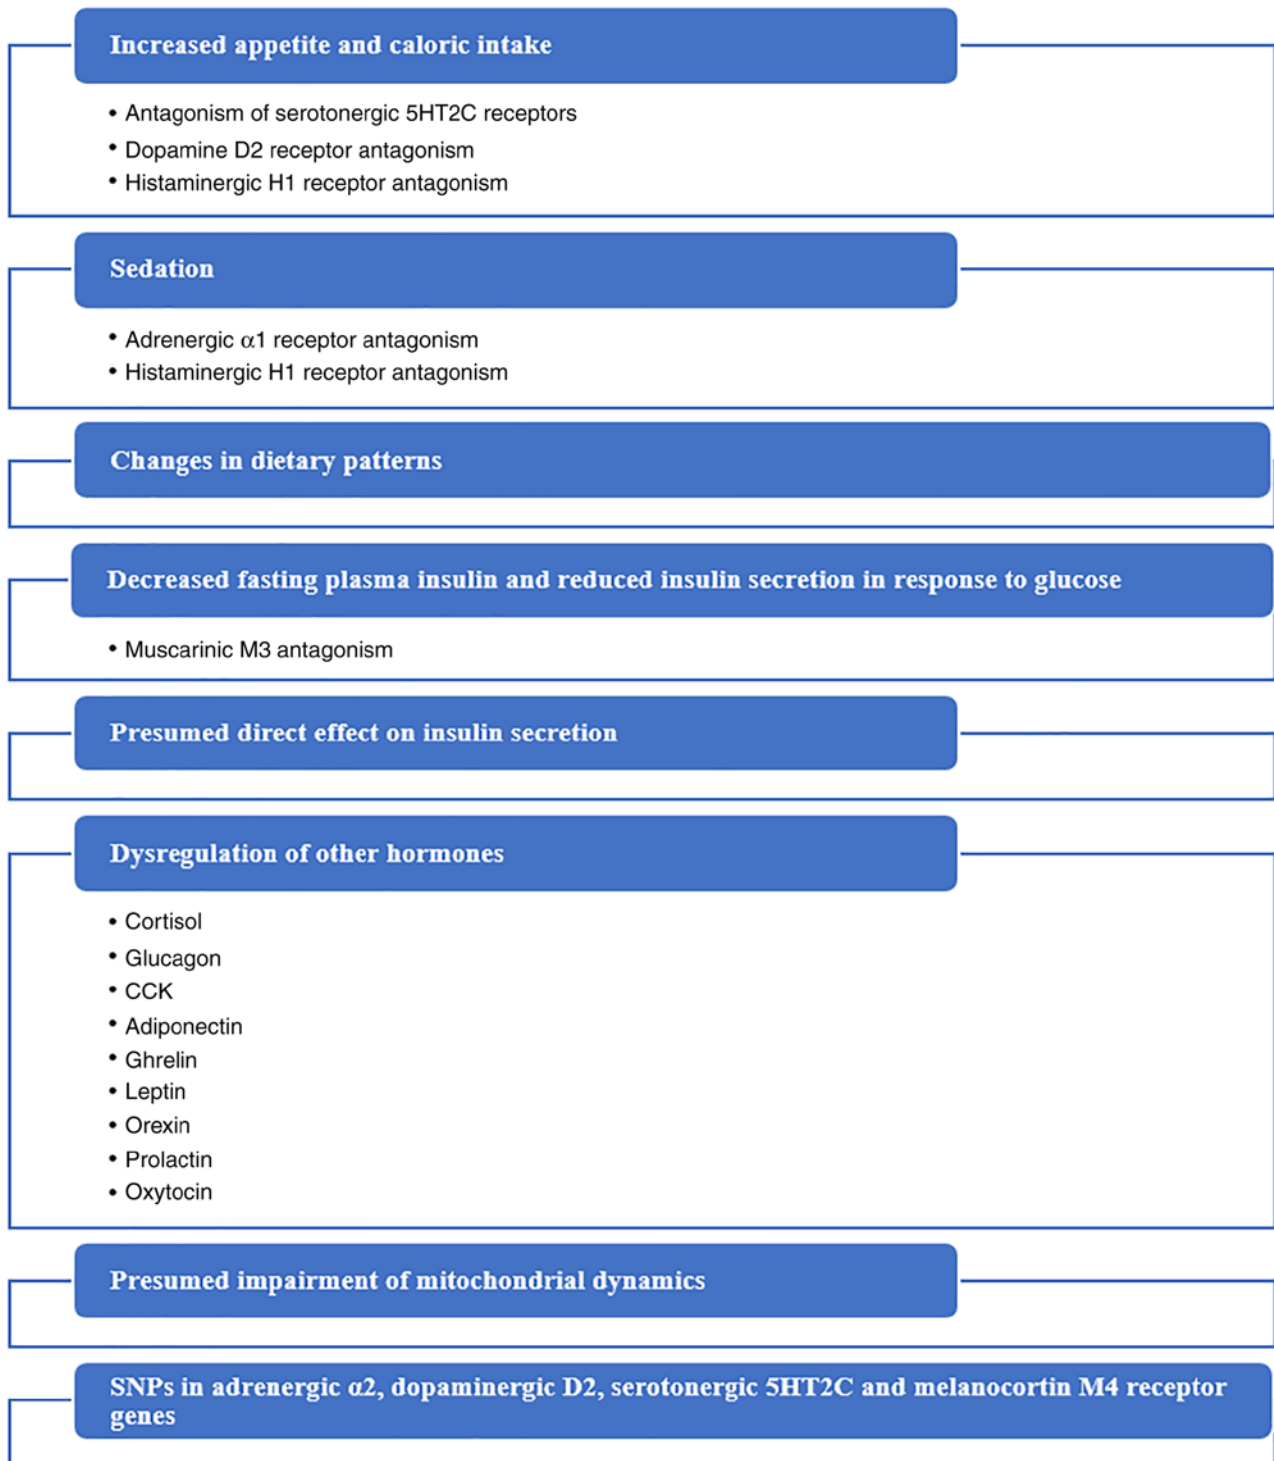 Increased appetite and caloric intake
• Antagonism of serotonergic 5HT2C receptors
• Dopamine D2 receptor antagonism
• Histaminergic H1 receptor antagonism
Sedation
• Adrenergic α1 receptor antagonism
• Histaminergic H1 receptor antagonism
Changes in dietary patterns
Decreased fasting plasma insulin and reduced insulin secretion in response to glucose
• Muscarinic M3 antagonism
Presumed direct effect on insulin secretion
Dysregulation of other hormones
• Cortisol
• Glucagon
• CCK
• Adiponectin
• Ghrelin
• Leptin
• Orexin
• Prolactin
• Oxytocin
Presumed impairment of mitochondrial dynamics
SNPs in adrenergic α2, dopaminergic D2, serotonergic 5HT2C and melanocortin M4 receptor
genes